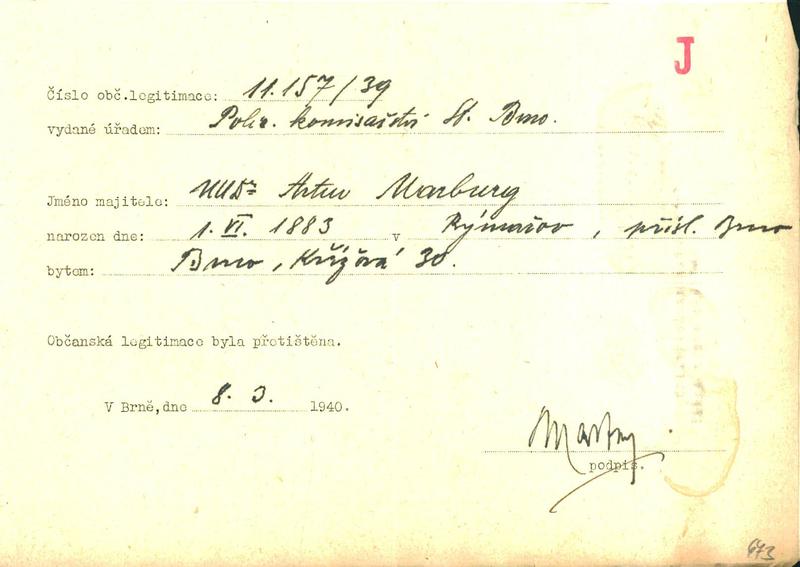 J
Číslo obč.legitimace: 11.157/39
vydané úřadem: Polic. komisařství St. Brno.
Jméno majitele: MUDr Artur Marburg
narozen dne: 1. VI. 1883 v Rýmařov, přísl. Brno
bytem: Brno, Křížová 30.
Občanská legitimace byla přetištěna.
V Brně,dne 8. 3. 1940.
Marburg
podpis.
673